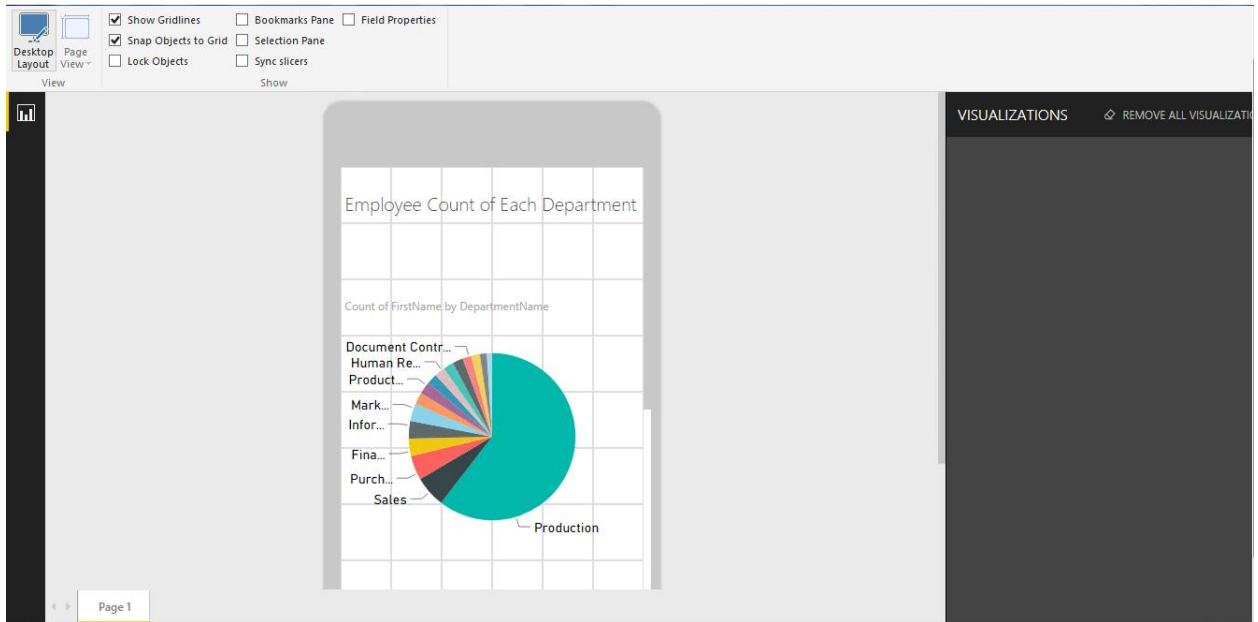 Show Gridlines
Bookmarks Pane
Field Properties
Snap Objects to Grid
Selection Pane
Lock Objects
Sync slicers
Desktop
Layout
Page
View
View
Show
VISUALIZATIONS
REMOVE ALL VISUALIZATIO
Employee Count of Each Department
Count of FirstName by DepartmentName
Document Contr...
Human Re...
Product...
Mark...
Infor...
Fina...
Purch...
Sales
Production
Page 1